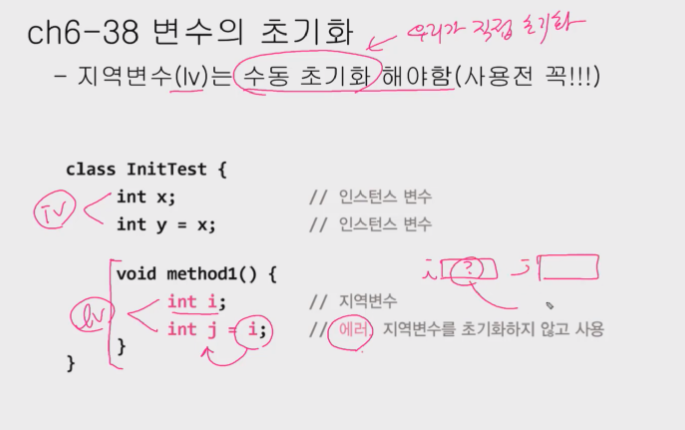 ch6-38 변수의 초기화 우리가 직접 초기화
- 지역변수(lv)는 수동 초기화 해야함(사용전 꼭!!!)
class InitTest {
iv int x; // 인스턴스 변수
int y = x; // 인스턴스 변수
void method1() { i ? j
lv int i; // 지역변수
int j = i; // 에러 지역변수를 초기화하지 않고 사용
}
}